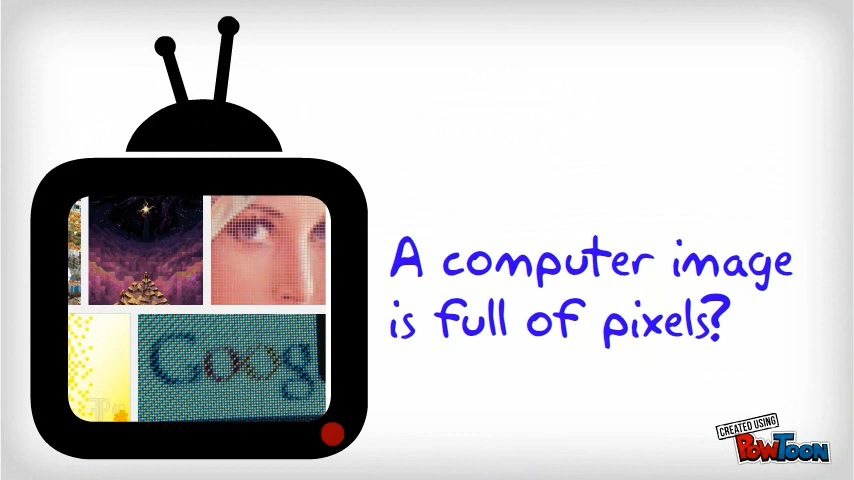 A computer image
is full of pixels?
Goog
CREATED USING
POWTOON